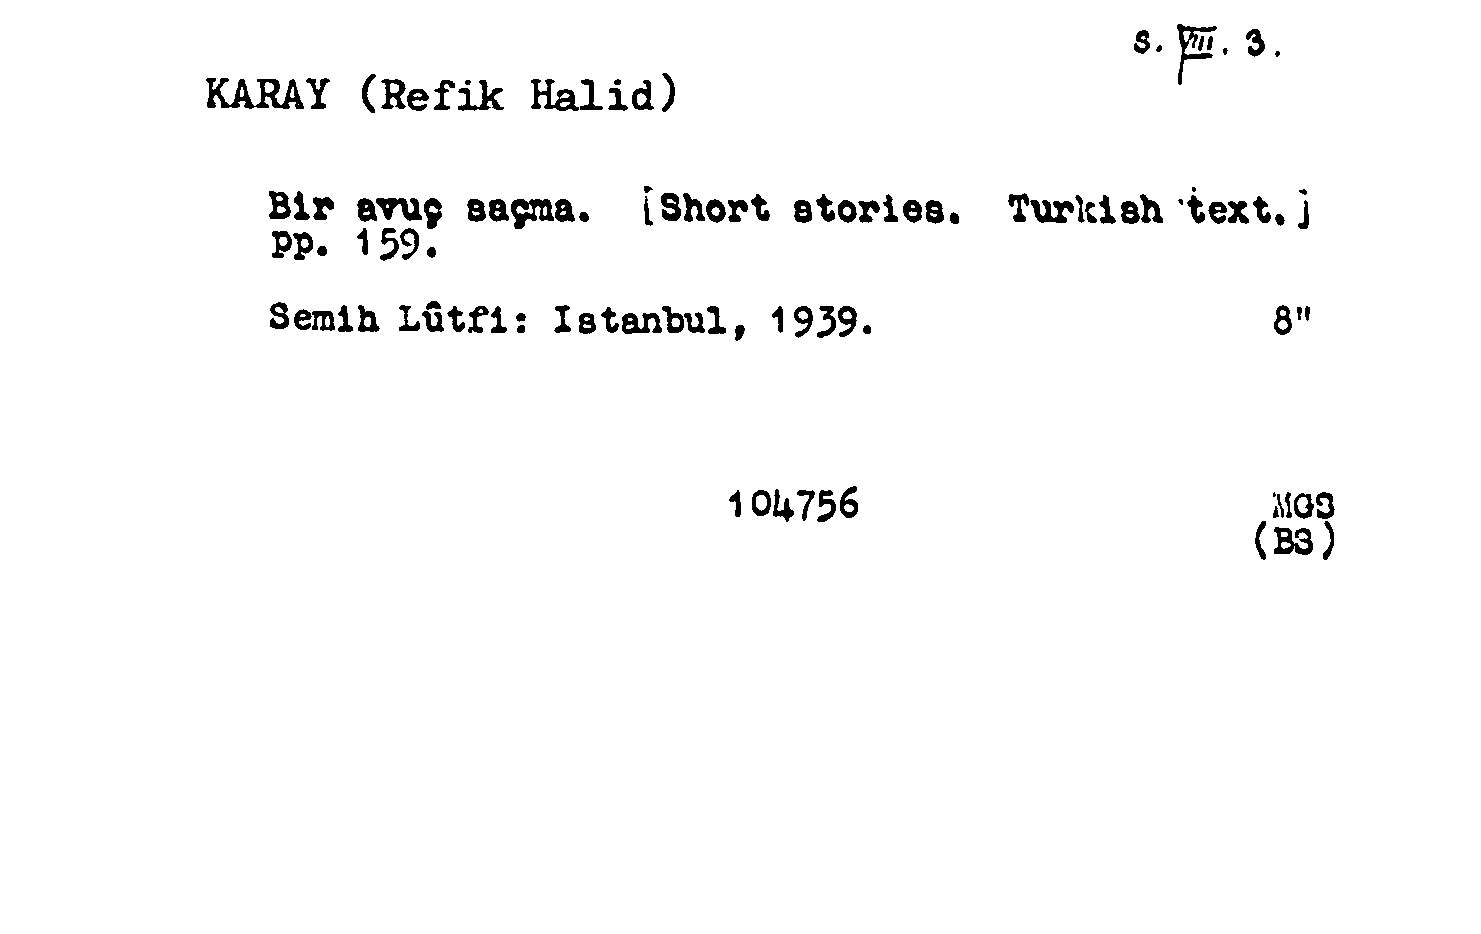 S. VIII. 3.
KARAY (Refik Halid)
Bir avuç saçma. [Short stories. Turkish text.]
pp. 159.
Semih Lûtfi: Istanbul, 1939. 8"
104756 MGS
(BS)